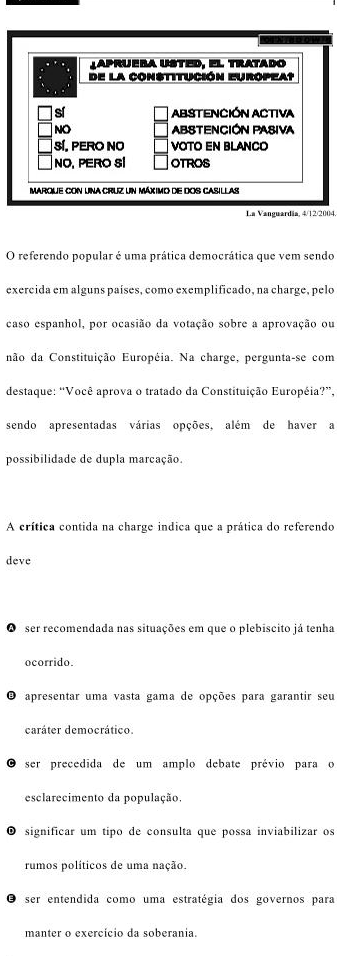 ¿APRUEBA USTED, EL TRATADO
DE LA CONSTITUCIÓN EUROPEA?
SÍ
ABSTENCIÓN ACTIVA
NO
ABSTENCIÓN PASIVA
SÍ, PERO NO
VOTO EN BLANCO
NO, PERO SÍ
OTROS
MARQUE CON UNA CRUZ UN MÁXIMO DE DOS CASILLAS
La Vanguardia, 4/12/2004.
O referendo popular é uma prática democrática que vem sendo
exercida em alguns países, como exemplificado, na charge, pelo
caso espanhol, por ocasião da votação sobre a aprovação ou
não da Constituição Européia. Na charge, pergunta-se com
destaque: “Você aprova o tratado da Constituição Européia?”,
sendo apresentadas várias opções, além de haver a
possibilidade de dupla marcação.
A crítica contida na charge indica que a prática do referendo
deve
A ser recomendada nas situações em que o plebiscito já tenha
ocorrido.
B apresentar uma vasta gama de opções para garantir seu
caráter democrático.
C ser precedida de um amplo debate prévio para o
esclarecimento da população.
D significar um tipo de consulta que possa inviabilizar os
rumos políticos de uma nação.
E ser entendida como uma estratégia dos governos para
manter o exercício da soberania.